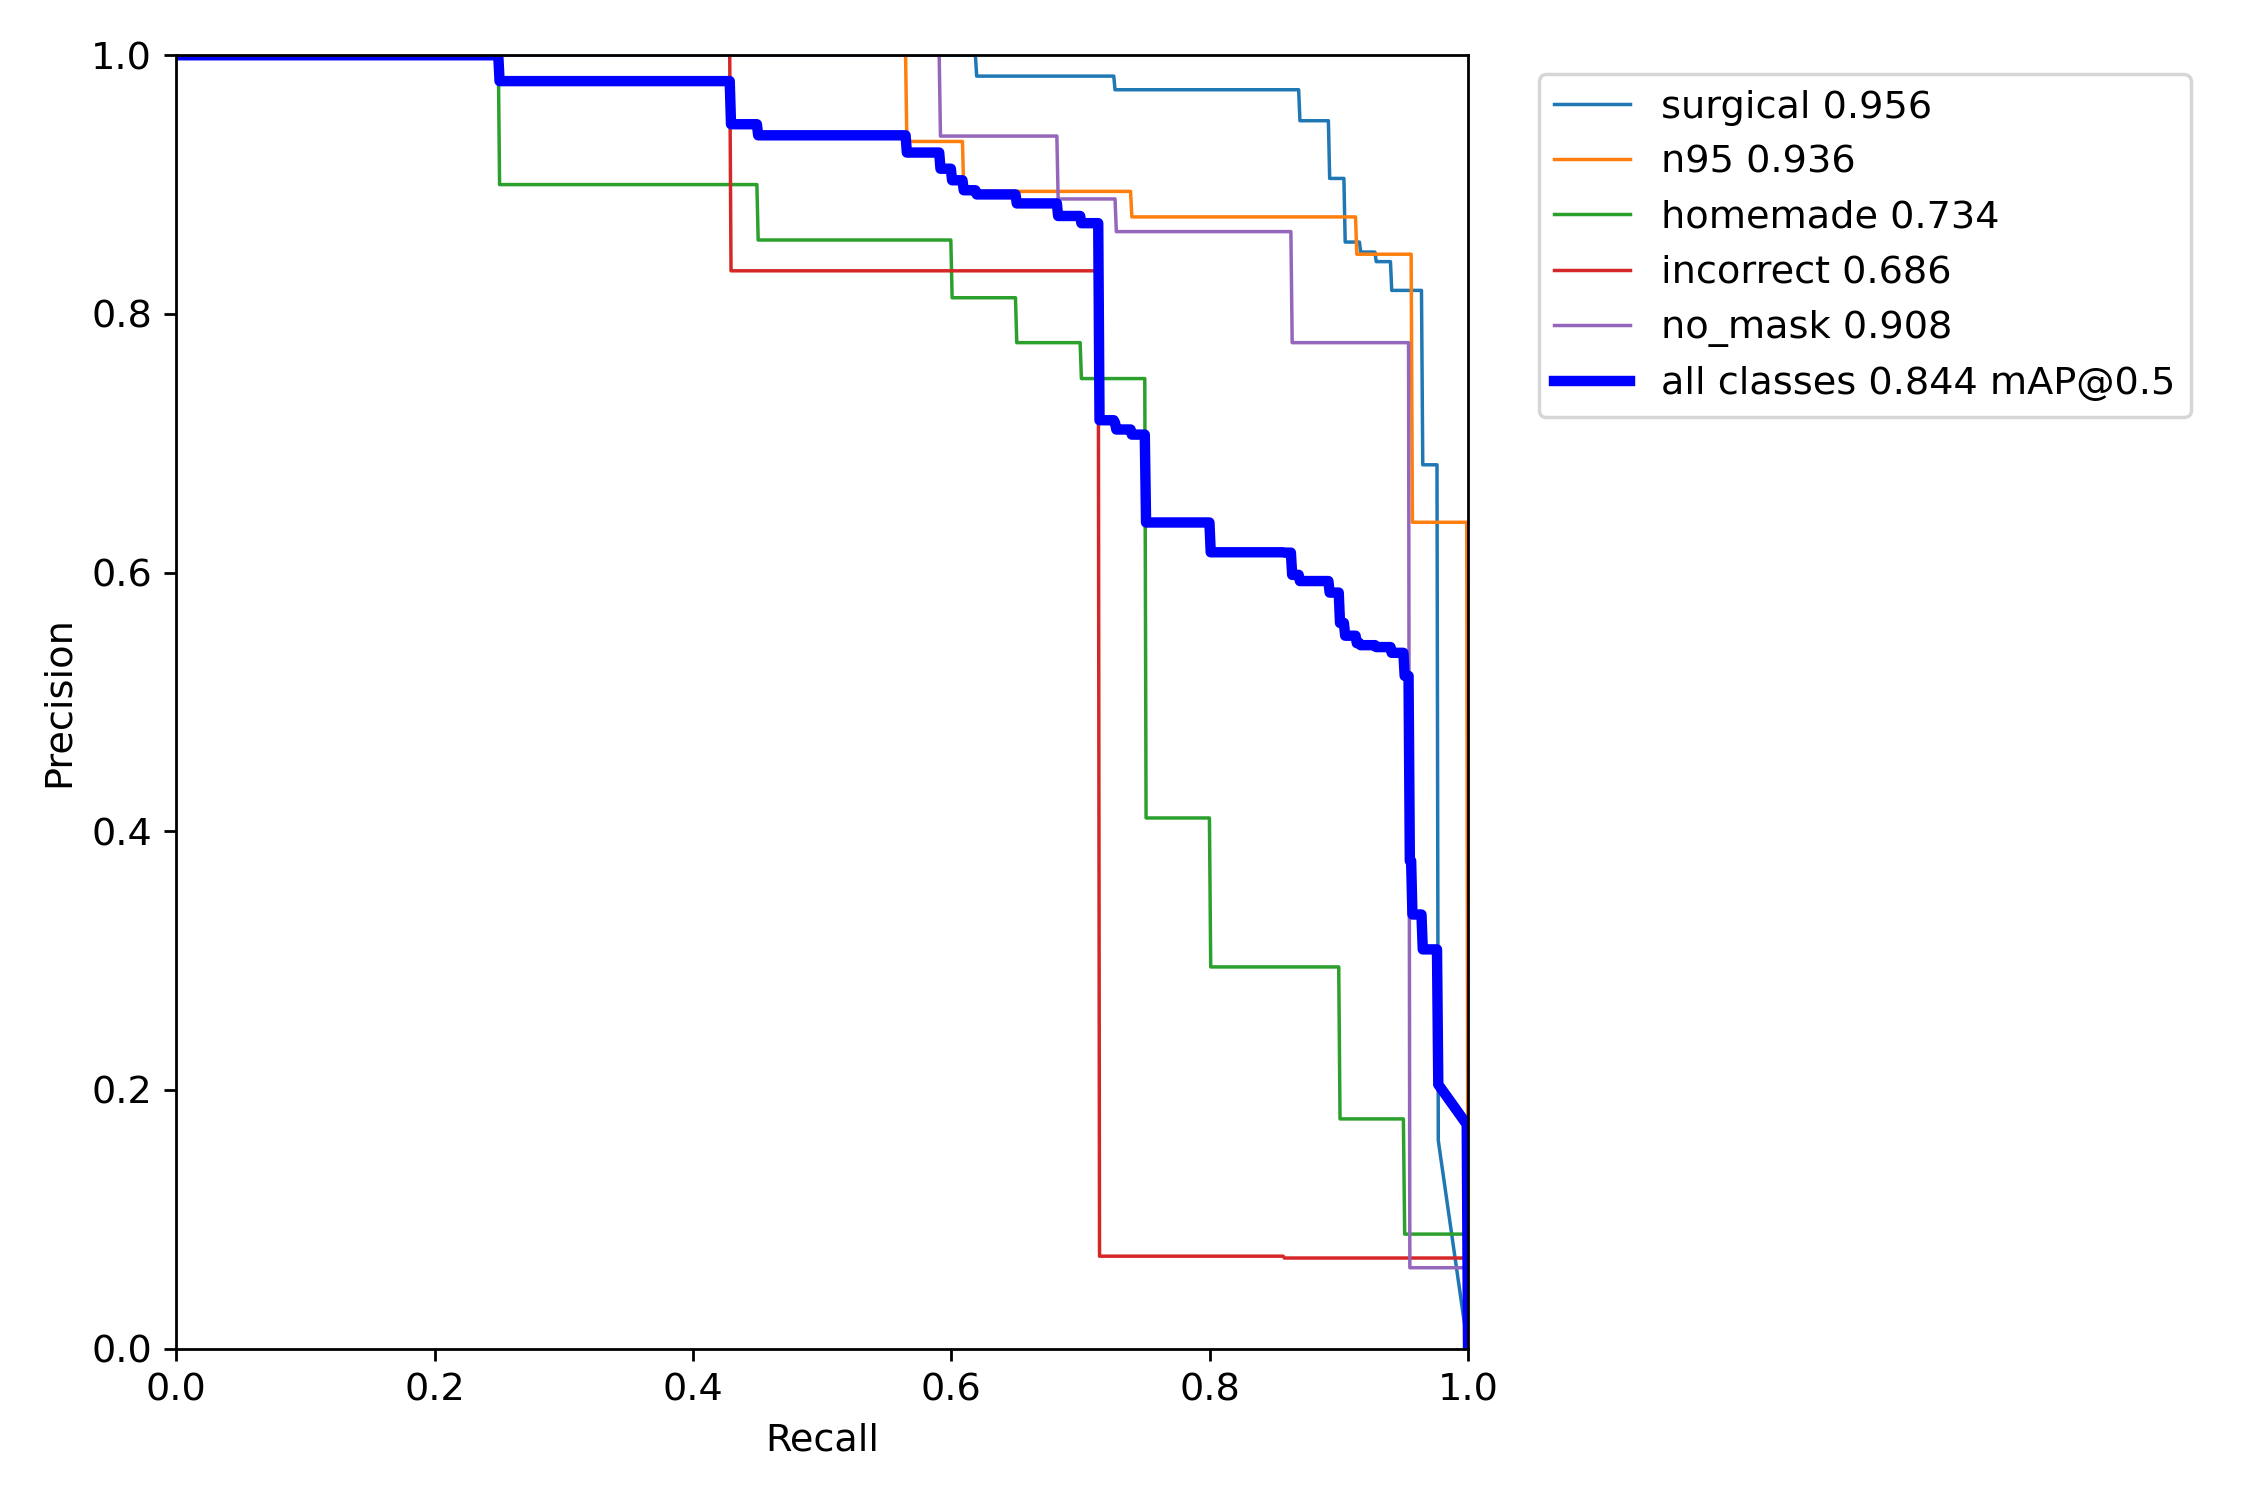 1.0
0.8
0.6
0.4
0.2
0.0
Precision
0.0 0.2 0.4 0.6 0.8 1.0
Recall
surgical 0.956
n95 0.936
homemade 0.734
incorrect 0.686
no_mask 0.908
all classes 0.844 mAP@0.5